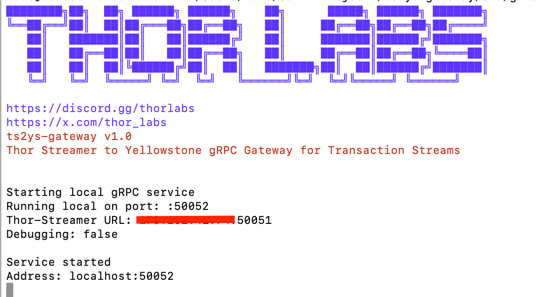 THOR LABS
https://discord.gg/thorlabs
https://x.com/thor_labs
ts2ys-gateway v1.0
Thor Streamer to Yellowstone gRPC Gateway for Transaction Streams
Starting local gRPC service
Running local on port: :50052
Thor-Streamer URL: :50051
Debugging: false
Service started
Address: localhost:50052